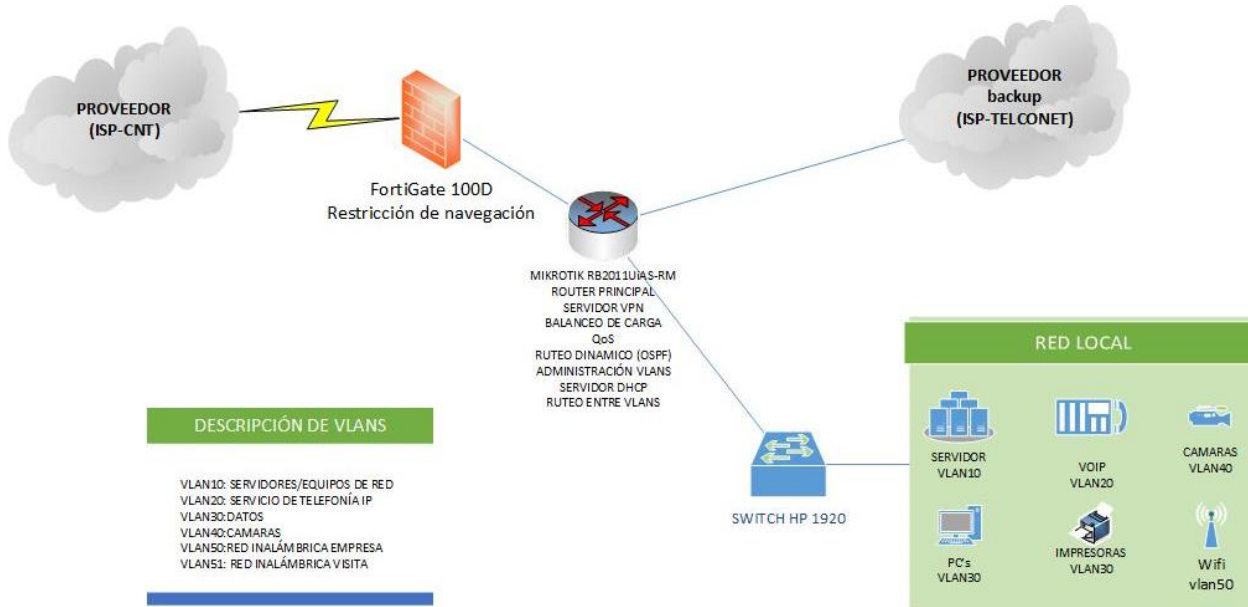 PROVEEDOR
(ISP-CNT)
PROVEEDOR
backup
(ISP-TELCONET)
FortiGate 100D
Restricción de navegación
MIKROTIK RB2011UiAS-RM
ROUTER PRINCIPAL
SERVIDOR VPN
BALANCEO DE CARGA
QoS
RUTEO DINAMICO (OSPF)
ADMINISTRACIÓN VLANS
SERVIDOR DHCP
RUTEO ENTRE VLANS
DESCRIPCIÓN DE VLANS
VLAN10: SERVIDORES/EQUIPOS DE RED
VLAN20: SERVICIO DE TELEFONÍA IP
VLAN30:DATOS
VLAN40:CAMARAS
VLAN50:RED INALÁMBRICA EMPRESA
VLAN51: RED INALÁMBRICA VISITA
SWITCH HP 1920
RED LOCAL
SERVIDOR
VLAN10
VOIP
VLAN20
CAMARAS
VLAN40
PC's
VLAN30
IMPRESORAS
VLAN30
Wifi
vlan50